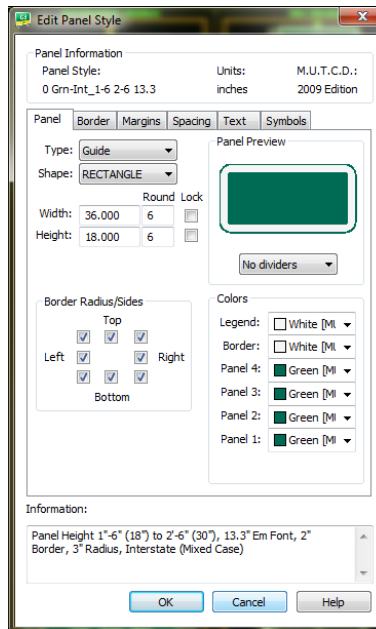 Edit Panel Style
Panel Information
Panel Style: Units: M.U.T.C.D.:
0 Grn-Int_1-6 2-6 13.3 inches 2009 Edition
Panel Border Margins Spacing Text Symbols
Type: Guide
Shape: RECTANGLE
Round Lock
Width: 36.000 6
Height: 18.000 6
Panel Preview
No dividers
Border Radius/Sides
Top
Left Right
Bottom
Colors
Legend: White [MU
Border: White [MU
Panel 4: Green [MU
Panel 3: Green [MU
Panel 2: Green [MU
Panel 1: Green [MU
Information:
Panel Height 1"-6" (18") to 2'-6" (30"), 13.3" Em Font, 2"
Border, 3" Radius, Interstate (Mixed Case)
OK Cancel Help